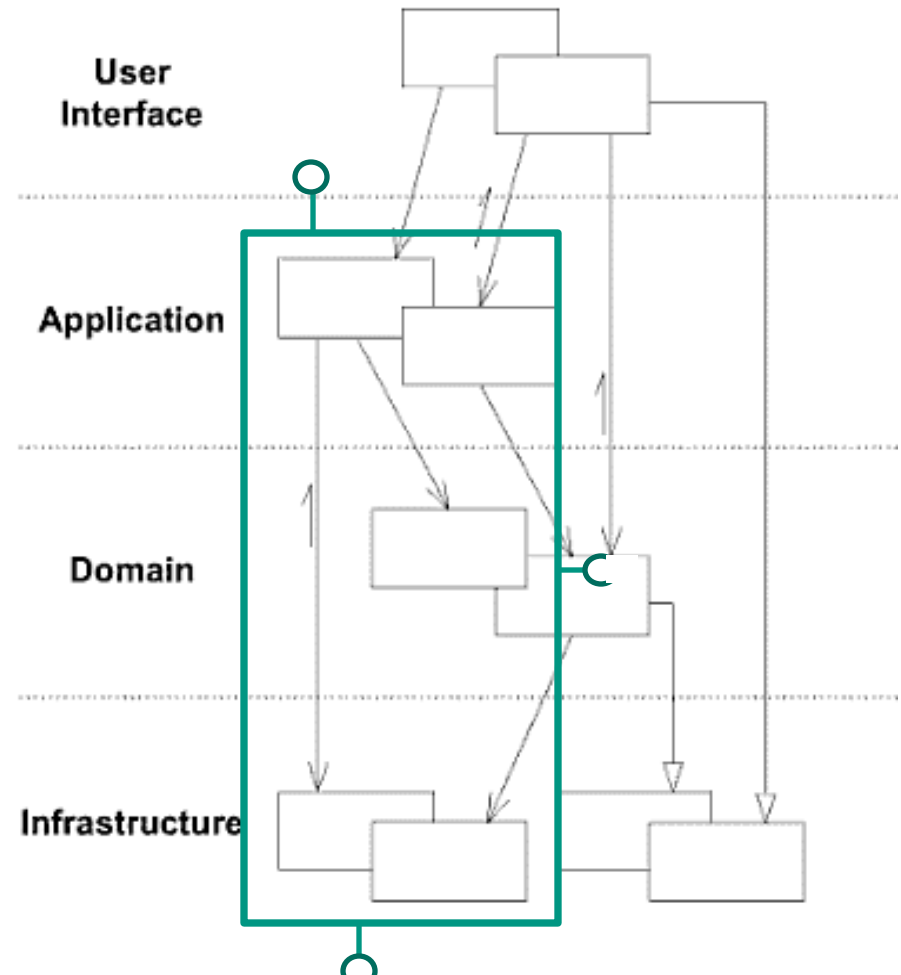 User
Interface
Application
Domain
Infrastructure